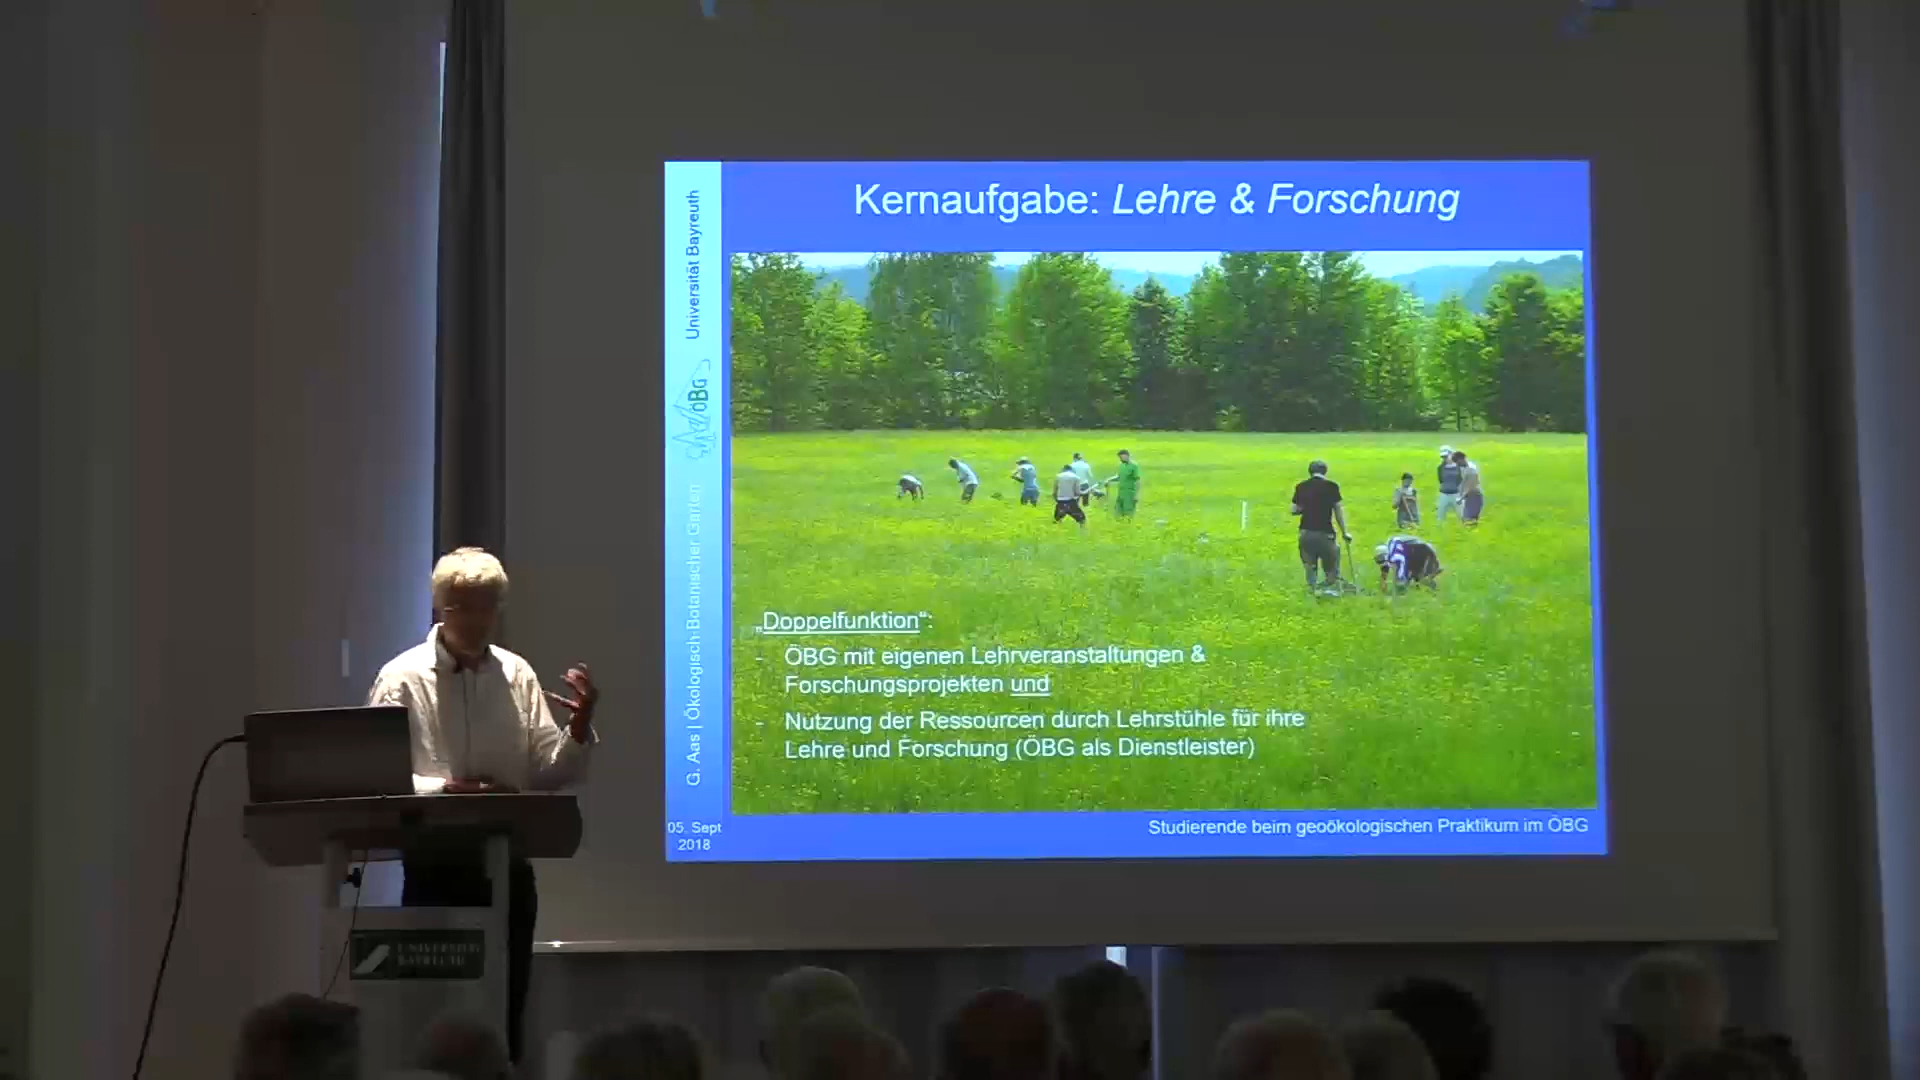 Kernaufgabe: Lehre & Forschung
Universität Bayreuth
ÖBG
G. Aas | Ökologisch-Botanischer Garten
„Doppelfunktion“:
- ÖBG mit eigenen Lehrveranstaltungen &
Forschungsprojekten und
- Nutzung der Ressourcen durch Lehrstühle für ihre
Lehre und Forschung (ÖBG als Dienstleister)
05. Sept
2018
Studierende beim geoökologischen Praktikum im ÖBG
UNIVERSITÄT
BAYREUTH